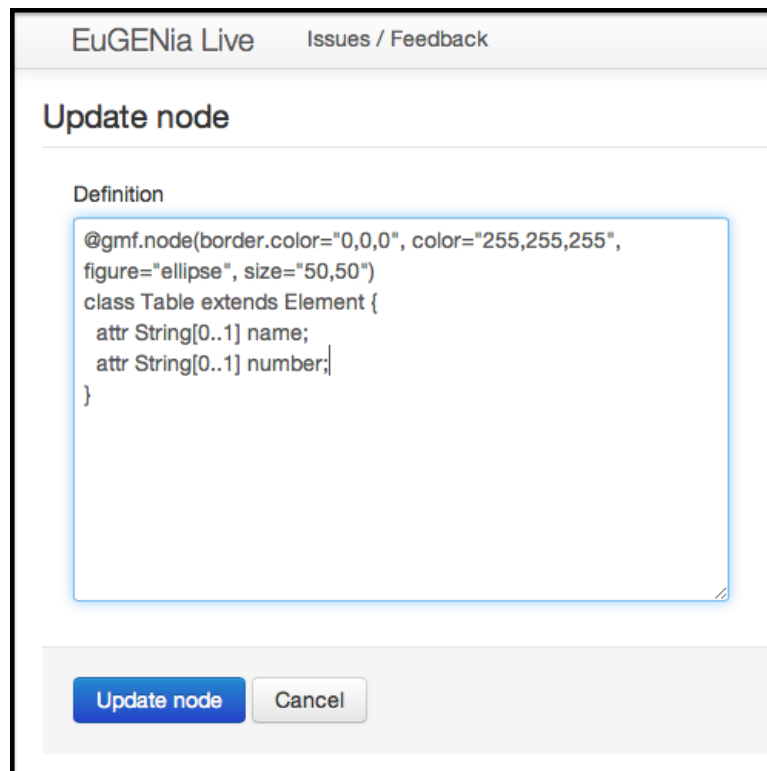 EuGENia Live Issues / Feedback
Update node
Definition
@gmf.node(border.color="0,0,0", color="255,255,255",
figure="ellipse", size="50,50")
class Table extends Element {
  attr String[0..1] name;
  attr String[0..1] number;
}
Update node Cancel